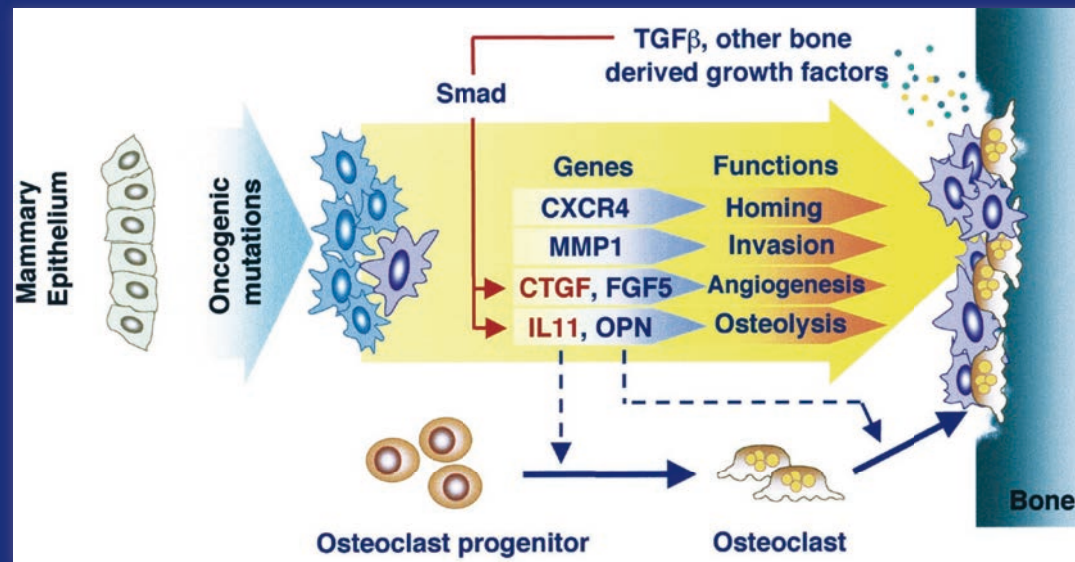 TGFβ, other bone
derived growth factors
Smad
Mammary
Epithelium
Oncogenic
mutations
Genes Functions
CXCR4 Homing
MMP1 Invasion
CTGF, FGF5 Angiogenesis
IL11, OPN Osteolysis
Bone
Osteoclast progenitor Osteoclast